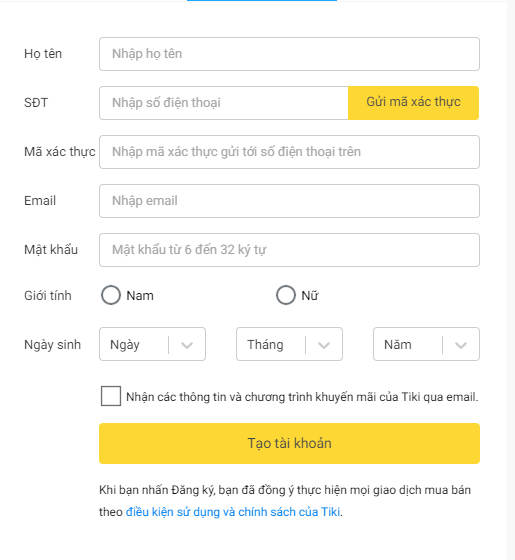 Họ tên Nhập họ tên
SĐT Nhập số điện thoại Gửi mã xác thực
Mã xác thực Nhập mã xác thực gửi tới số điện thoại trên
Email Nhập email
Mật khẩu Mật khẩu từ 6 đến 32 ký tự
Giới tính Nam Nữ
Ngày sinh Ngày Tháng Năm
Nhận các thông tin và chương trình khuyến mãi của Tiki qua email.
Tạo tài khoản
Khi bạn nhấn Đăng ký, bạn đã đồng ý thực hiện mọi giao dịch mua bán
theo điều kiện sử dụng và chính sách của Tiki.